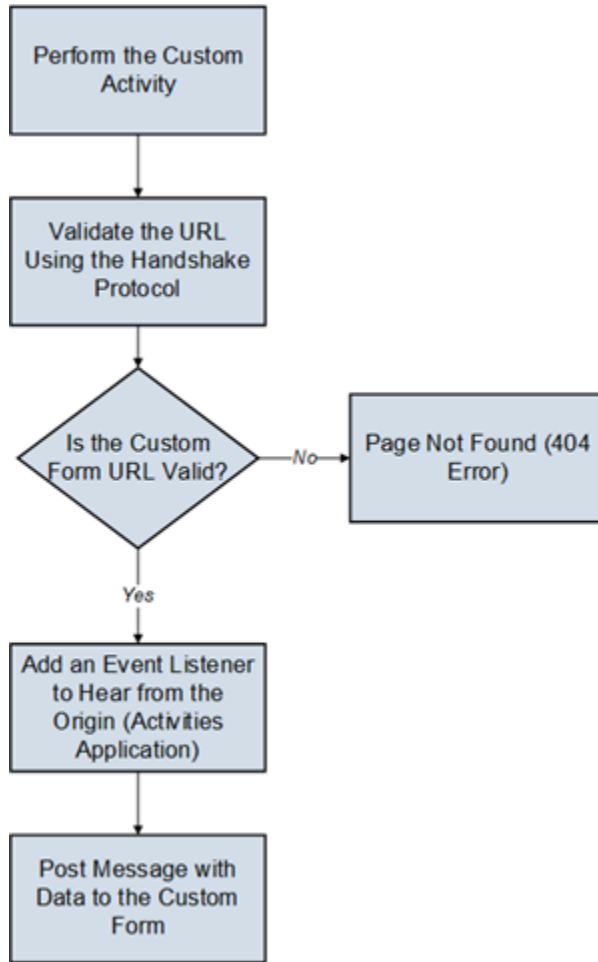 Perform the Custom
Activity
Validate the URL
Using the Handshake
Protocol
Is the Custom
Form URL Valid?
No
Page Not Found (404
Error)
Yes
Add an Event Listener
to Hear from the
Origin (Activities
Application)
Post Message with
Data to the Custom
Form